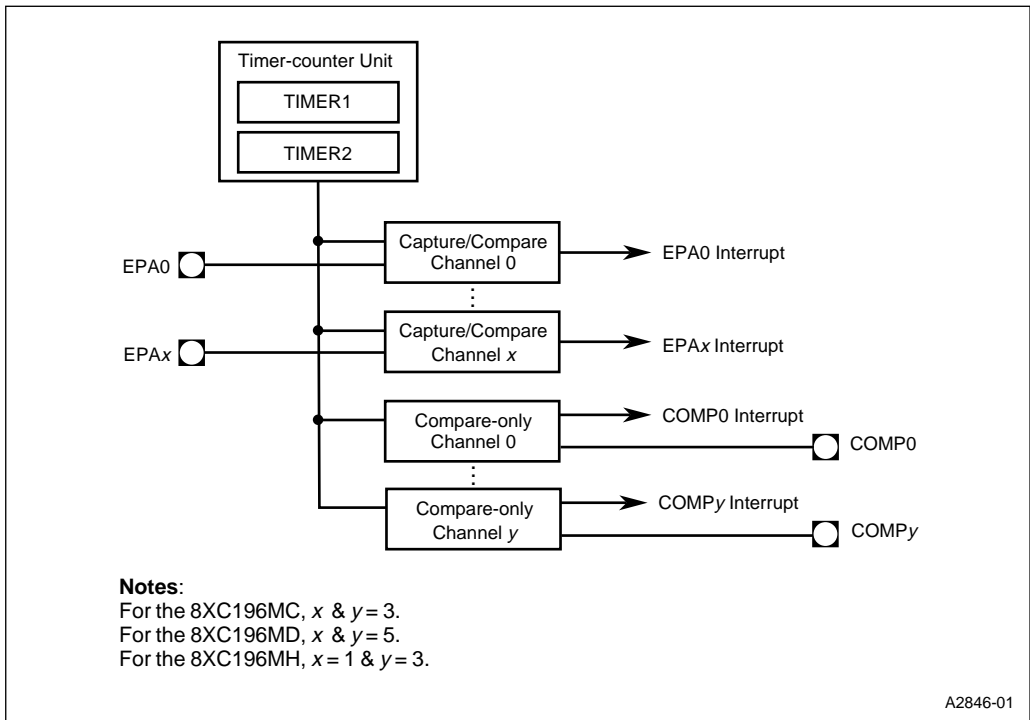 Timer-counter Unit
TIMER1
TIMER2
EPA0
Capture/Compare
Channel 0
EPA0 Interrupt
EPAx
Capture/Compare
Channel x
EPAx Interrupt
Compare-only
Channel 0
COMP0 Interrupt
COMP0
Compare-only
Channel y
COMPy Interrupt
COMPy
Notes:
For the 8XC196MC, x & y = 3.
For the 8XC196MD, x & y = 5.
For the 8XC196MH, x = 1 & y = 3.
A2846-01